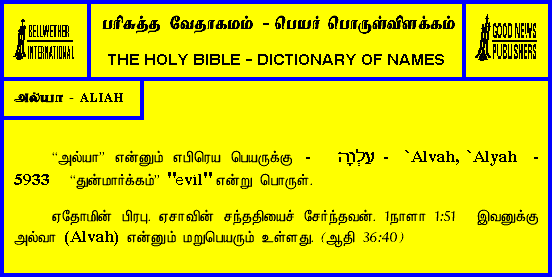 BELLWETHER
INTERNATIONAL
பரிசுத்த வேதாகமம் - பெயர் பொருள்விளக்கம்
THE HOLY BIBLE - DICTIONARY OF NAMES
GOOD NEWS
PUBLISHERS
அல்யா - ALIAH
“அல்யா” என்னும் எபிரெய பெயருக்கு - עַלְוָה - `Alvah, `Alyah -
5933 “துன்மார்க்கம்” "evil" என்று பொருள்.
ஏதோமின் பிரபு. ஏசாவின் சந்ததியைச் சேர்ந்தவன். 1நாளா 1:51 இவனுக்கு
அல்வா (Alvah) என்னும் மறுபெயரும் உள்ளது. (ஆதி 36:40)